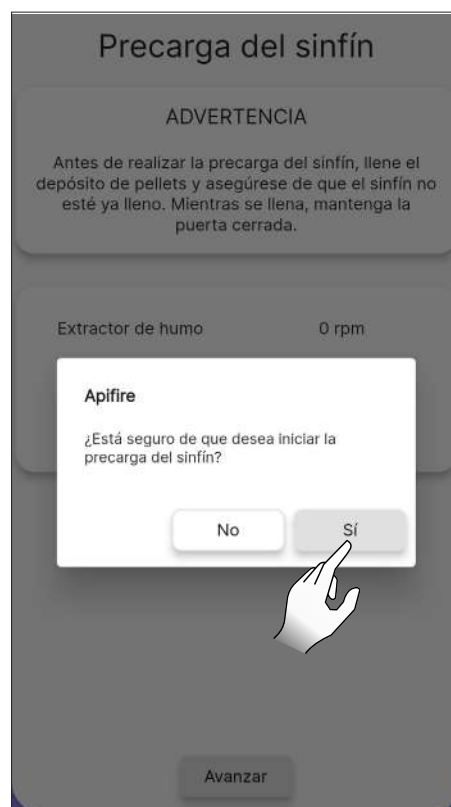 Precarga del sinfín
ADVERTENCIA
Antes de realizar la precarga del sinfín, llene el
depósito de pellets y asegúrese de que el sinfín no
esté ya lleno. Mientras se llena, mantenga la
puerta cerrada.
Extractor de humo 0 rpm
Apifire
¿Está seguro de que desea iniciar la
precarga del sinfín?
No Sí
Avanzar